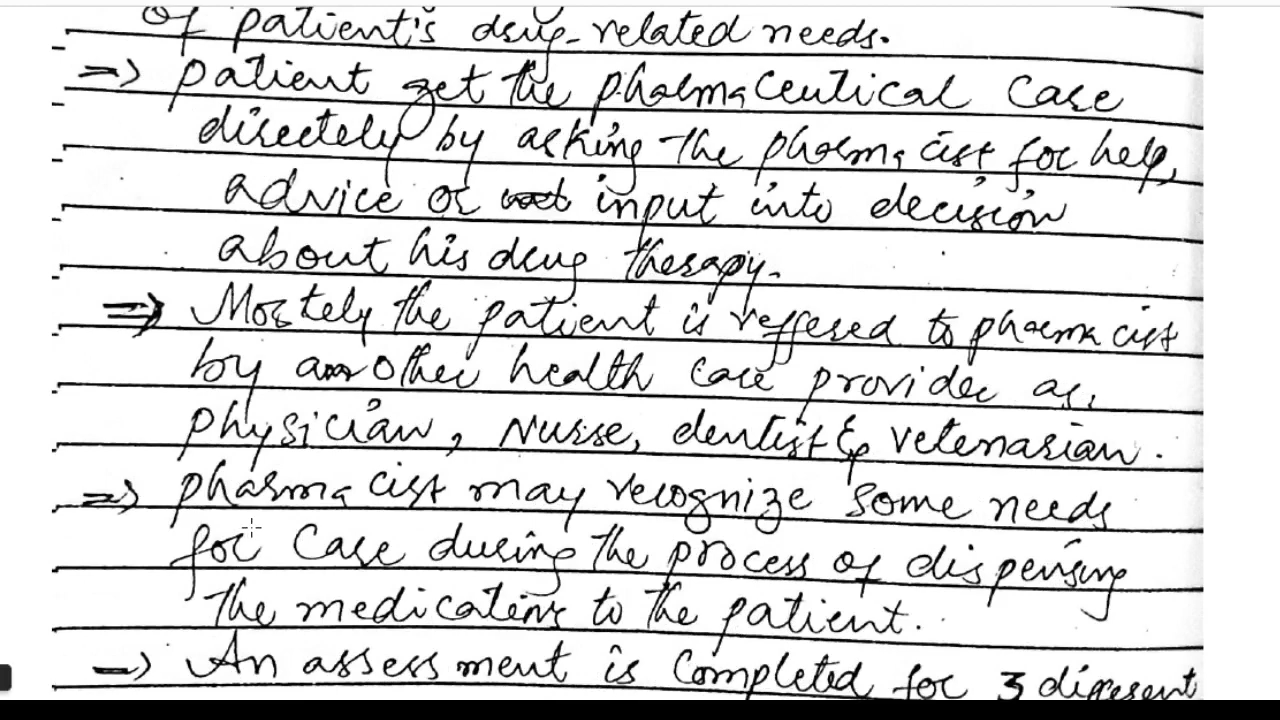 of patient's drug-related needs.
=> patient get the pharmaceutical care
directely by asking the pharmacist for help,
advice or input into decision
about his drug therapy.
=> Mostely the patient is reffered to pharmacist
by another health care provider as,
physician, Nurse, dentist & vetenarian.
=> pharmacist may recognize some needs
for care during the process of dispensing
the medications to the patient.
=> An assessment is completed for 3 different